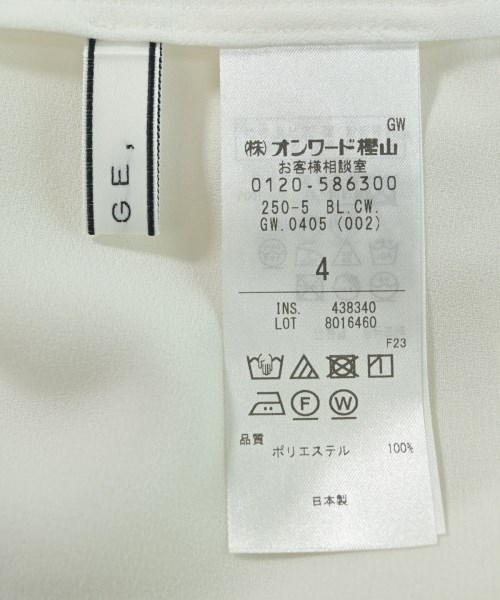 GE,
GW
㈱オンワード樫山
お客様相談室
0120-586300
250-5 BL.CW.
GW.0405 (002)
4
INS. 438340
LOT 8016460
F23
F W
品質
ポリエステル 100%
日本製